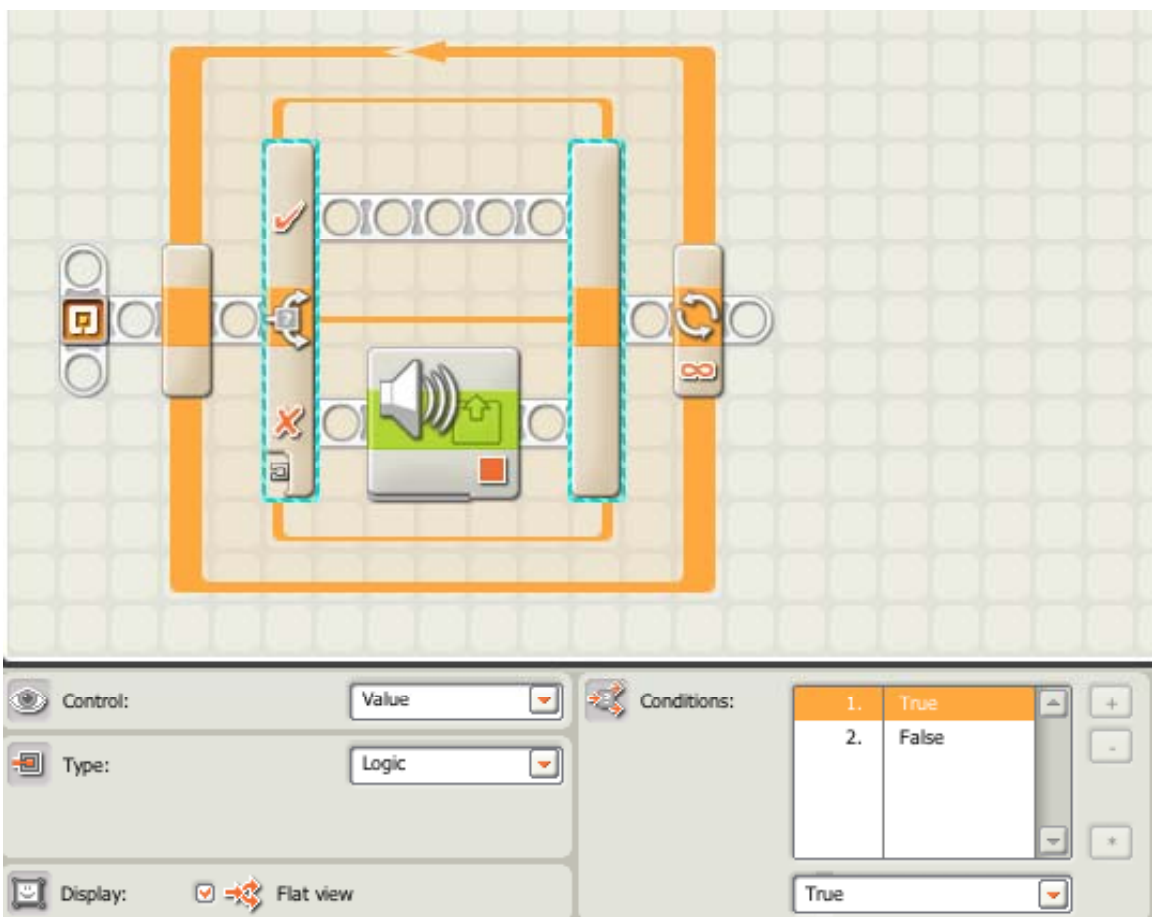 Control:
Value
Conditions:
1. True
2. False
+
-
*
Type:
Logic
Display:
Flat view
True